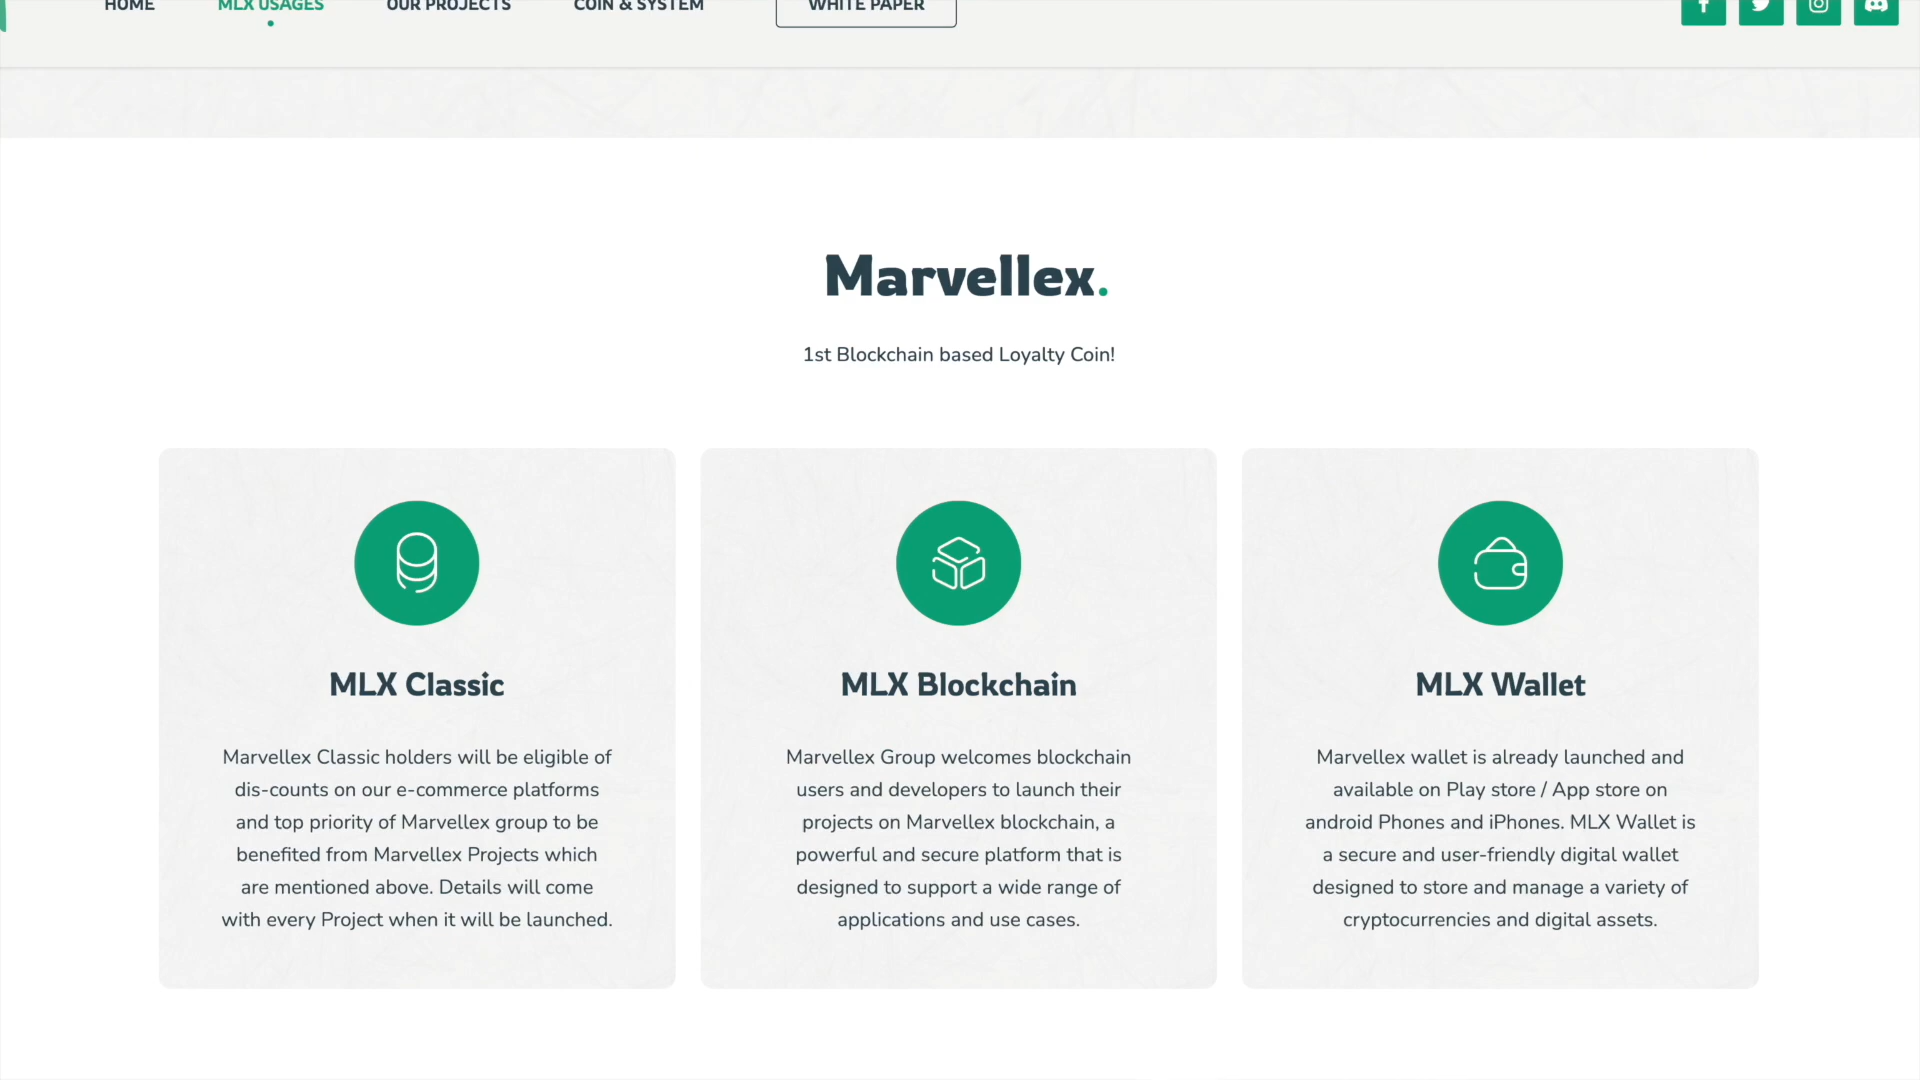 HOME MLX USAGES OUR PROJECTS COIN & SYSTEM WHITE PAPER
Marvellex.
1st Blockchain based Loyalty Coin!
MLX Classic
Marvellex Classic holders will be eligible of
dis-counts on our e-commerce platforms
and top priority of Marvellex group to be
benefited from Marvellex Projects which
are mentioned above. Details will come
with every Project when it will be launched.
MLX Blockchain
Marvellex Group welcomes blockchain
users and developers to launch their
projects on Marvellex blockchain, a
powerful and secure platform that is
designed to support a wide range of
applications and use cases.
MLX Wallet
Marvellex wallet is already launched and
available on Play store / App store on
android Phones and iPhones. MLX Wallet is
a secure and user-friendly digital wallet
designed to store and manage a variety of
cryptocurrencies and digital assets.